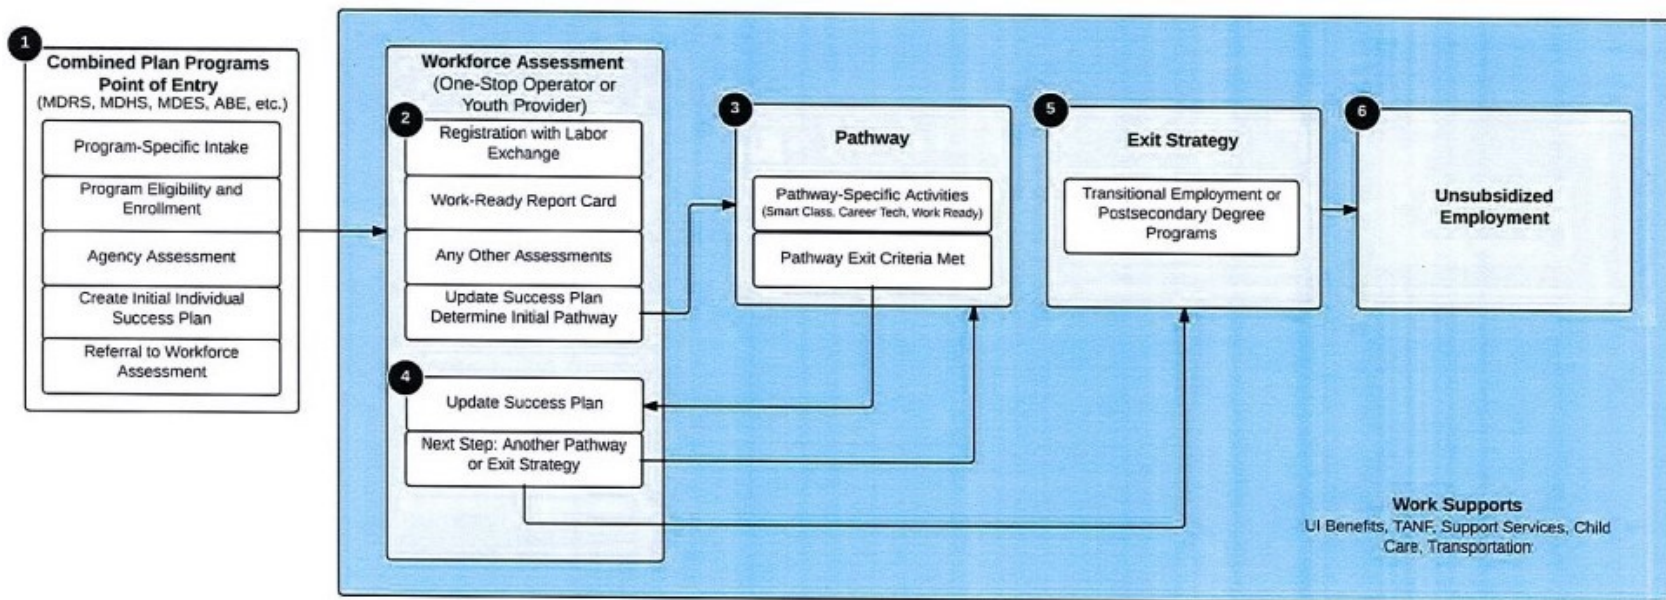 1
Combined Plan Programs
Point of Entry
(MDRS, MDHS, MDES, ABE, etc.)
Program-Specific Intake
Program Eligibility and
Enrollment
Agency Assessment
Create Initial Individual
Success Plan
Referral to Workforce
Assessment
Workforce Assessment
(One-Stop Operator or
Youth Provider)
2
Registration with Labor
Exchange
Work-Ready Report Card
Any Other Assessments
Update Success Plan
Determine Initial Pathway
4
Update Success Plan
Next Step: Another Pathway
or Exit Strategy
3
Pathway
Pathway-Specific Activities
(Smart Class, Career Tech, Work Ready)
Pathway Exit Criteria Met
5
Exit Strategy
Transitional Employment or
Postsecondary Degree
Programs
6
Unsubsidized
Employment
Work Supports
UI Benefits, TANF, Support Services, Child
Care, Transportation